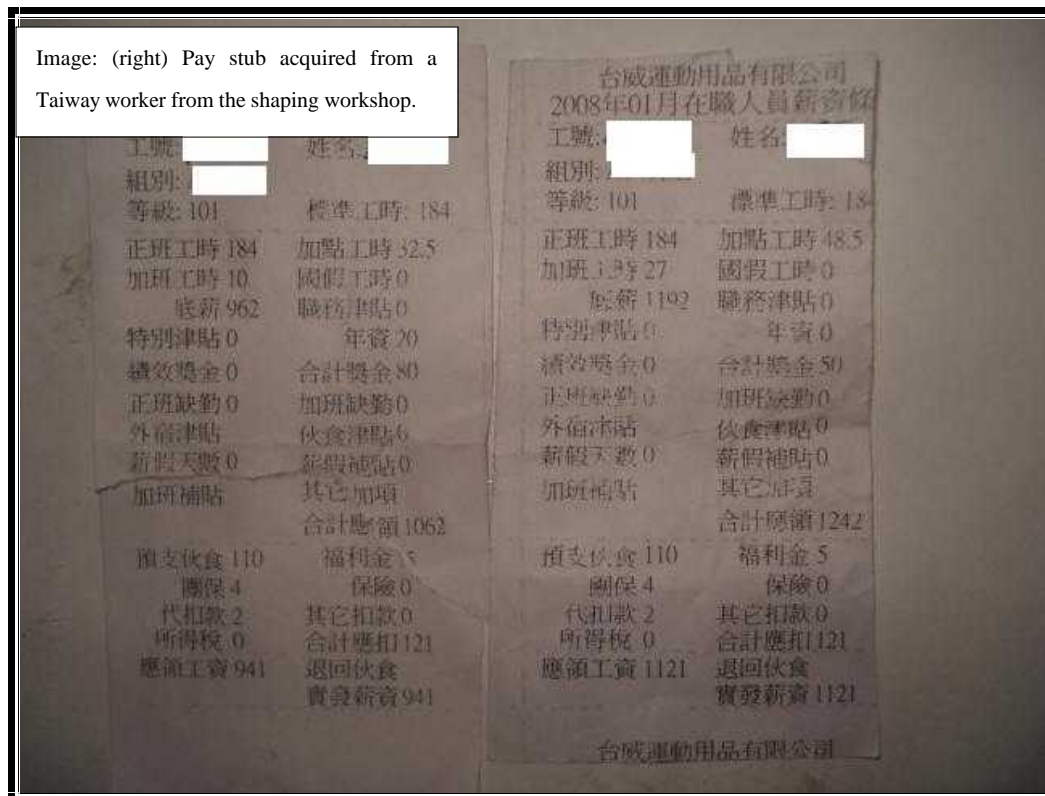 Image: (right) Pay stub acquired from a
Taiway worker from the shaping workshop.
工號: 姓名:
組別:
等級: 101 標準工時: 184
正班工時 184 加點工時 32.5
加班工時 10 國假工時 0
底薪 962 職務津貼 0
特別津貼 0 年資 20
績效獎金 0 合計獎金 80
正班缺勤 0 加班缺勤 0
外宿津貼 伙食津貼
薪假天數 0 薪假補貼 0
加班補貼 其它加項
合計應領 1062
預支伙食 110 福利金
團保 4 保險 0
代扣款 2 其它扣款 0
所得稅 0 合計應扣 121
應領工資 941 退回伙食
實發薪資 941
台威運動用品有限公司
2008年01月在職人員薪資條
工號: 姓名:
組別:
等級: 101 標準工時: 184
正班工時 184 加點工時 48.5
加班工時 27 國假工時 0
底薪 1192 職務津貼 0
特別津貼 0 年資 0
績效獎金 0 合計獎金 50
正班缺勤 0 加班缺勤 0
外宿津貼 伙食津貼 0
薪假天數 0 薪假補貼 0
加班補貼 其它加項
合計應領 1242
預支伙食 110 福利金 5
團保 4 保險 0
代扣款 2 其它扣款 0
所得稅 0 合計應扣 121
應領工資 1121 退回伙食
實發薪資 1121
台威運動用品有限公司